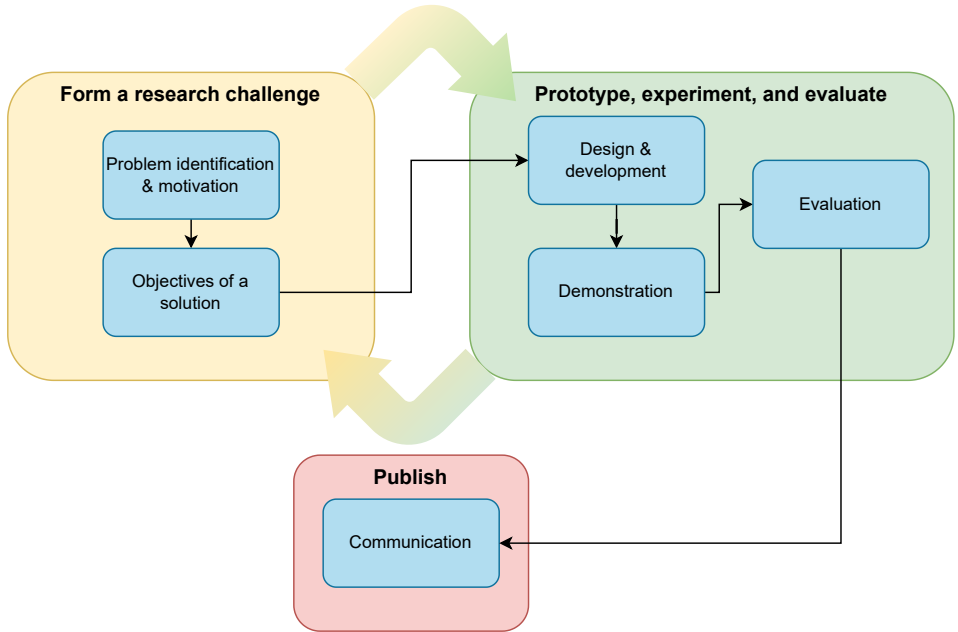 Form a research challenge
Problem identification
& motivation
Objectives of a
solution
Prototype, experiment, and evaluate
Design &
development
Demonstration
Evaluation
Publish
Communication